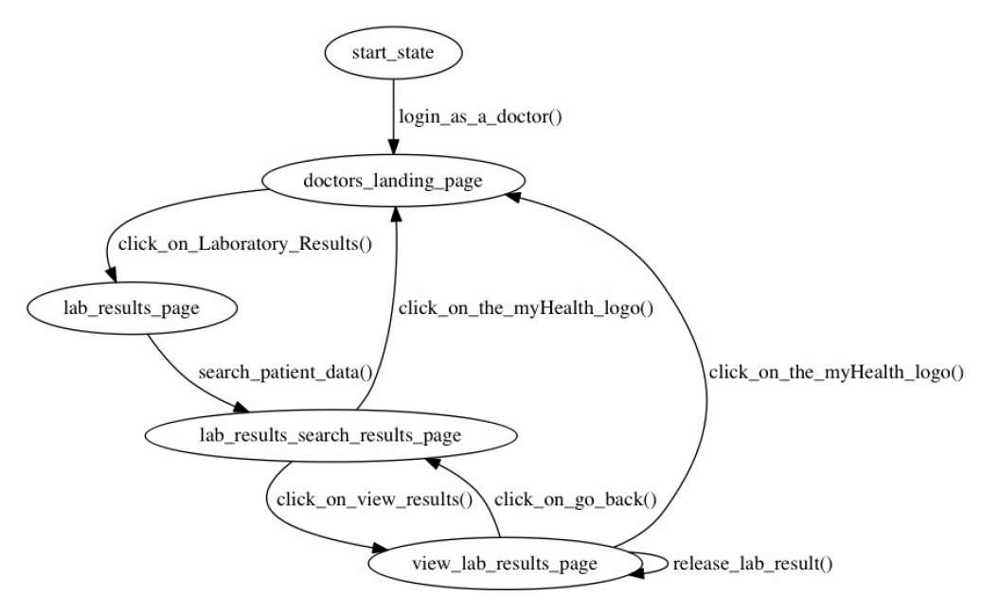 start_state
login_as_a_doctor()
doctors_landing_page
click_on_Laboratory_Results()
lab_results_page
click_on_the_myHealth_logo()
search_patient_data()
click_on_the_myHealth_logo()
lab_results_search_results_page
click_on_view_results()
click_on_go_back()
view_lab_results_page
release_lab_result()